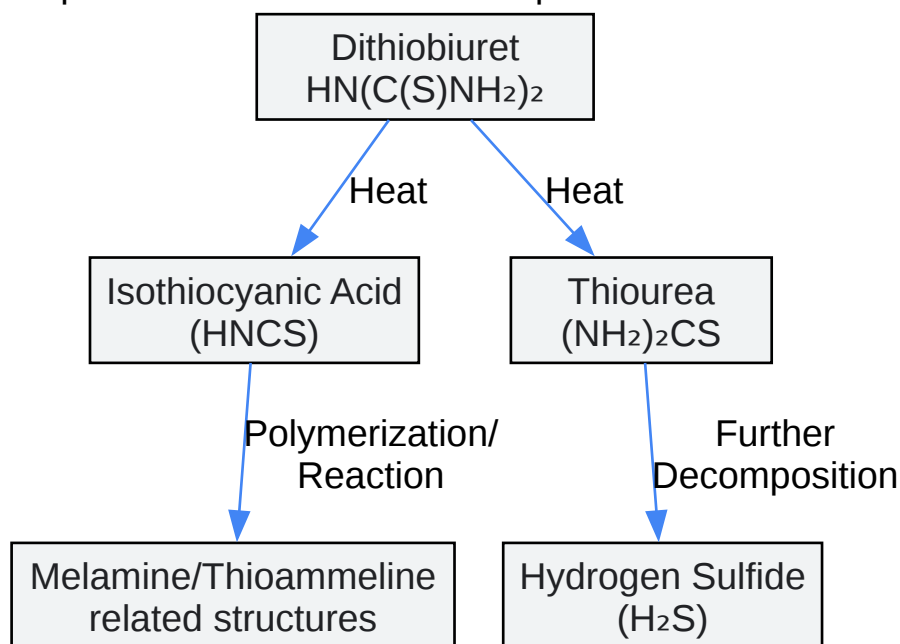 Dithiobiuret
HN(C(S)NH₂)₂
Heat
Heat
Isothiocyanic Acid
(HNCS)
Thiourea
(NH₂)₂CS
Polymerization/
Reaction
Further
Decomposition
Melamine/Thioammeline
related structures
Hydrogen Sulfide
(H₂S)